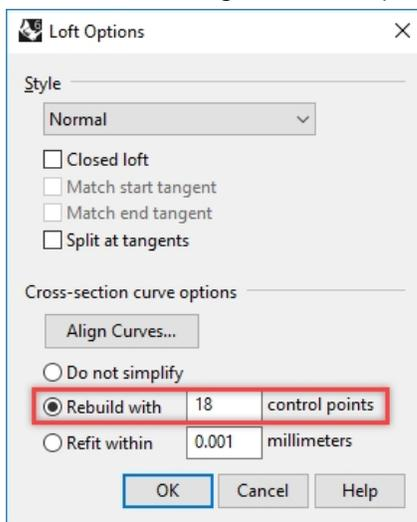 Loft Options
Style
Normal
Closed loft
Match start tangent
Match end tangent
Split at tangents
Cross-section curve options
Align Curves...
Do not simplify
Rebuild with 18 control points
Refit within 0.001 millimeters
OK Cancel Help